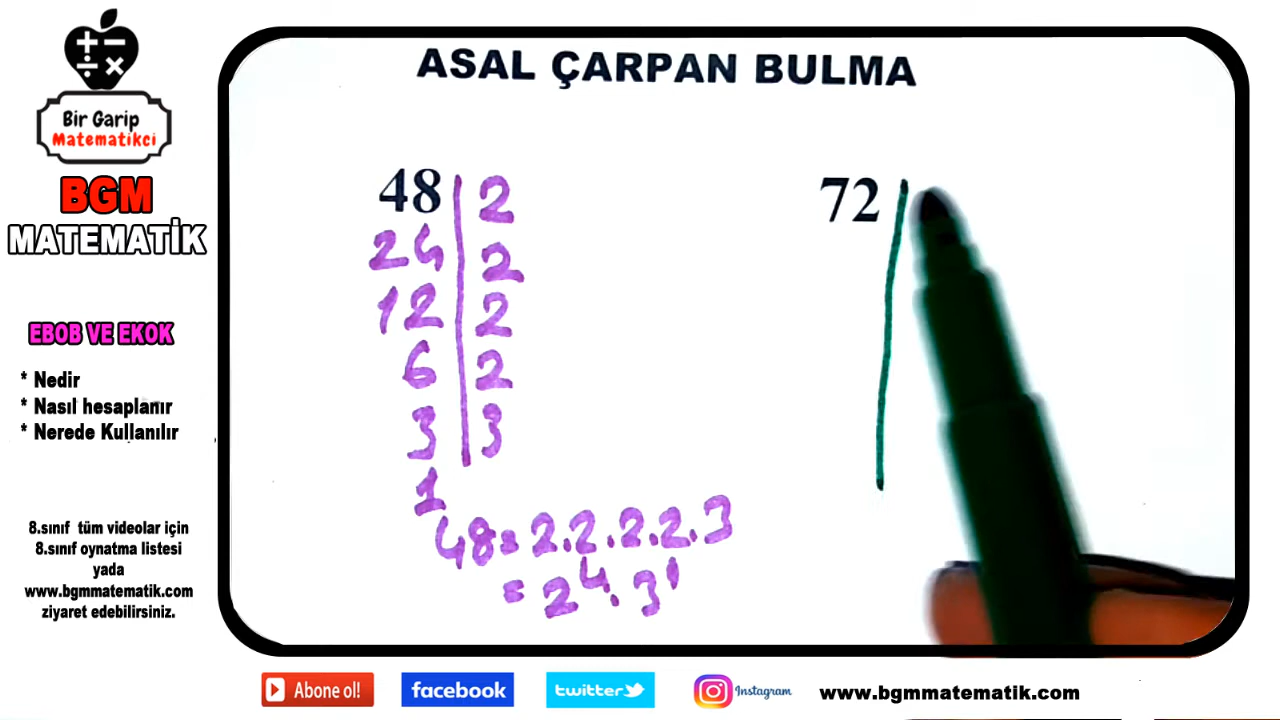 ASAL ÇARPAN BULMA
Bir Garip
Matematikci
BGM
MATEMATİK
EBOB VE EKOK
* Nedir
* Nasıl hesaplanır
* Nerede Kullanılır
8.sınıf tüm videolar için
8.sınıf oynatma listesi
yada
www.bgmmatematik.com
ziyaret edebilirsiniz.
48 | 2
24 | 2
12 | 2
6 | 2
3 | 3
1
48 = 2.2.2.2.3
= 2⁴.3¹
72
Abone ol!
facebook
twitter
Instagram
www.bgmmatematik.com